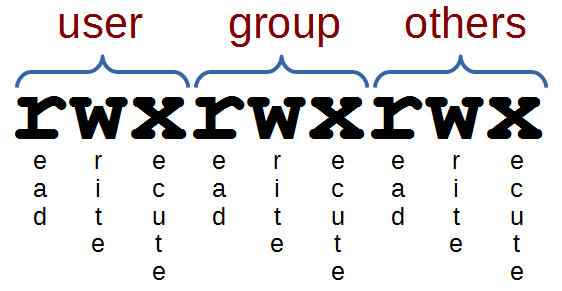 user group others
rwxrwxrwx
e r e e r e e r e
a i c a i c a i c
d t u d t u d t u
e t e t e t
e e e